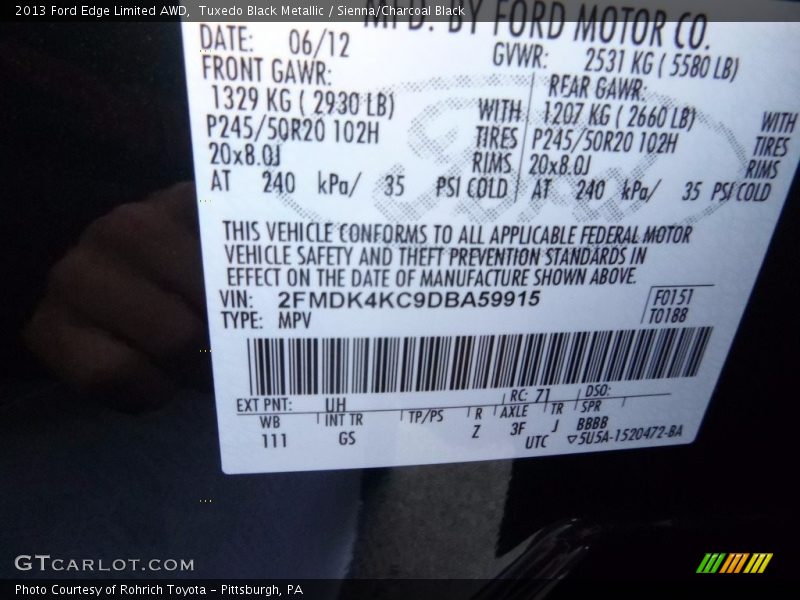 2013 Ford Edge Limited AWD, Tuxedo Black Metallic / Sienna/Charcoal Black
MFD. BY FORD MOTOR CO.
DATE: 06/12 GVWR: 2531 KG ( 5580 LB)
FRONT GAWR: REAR GAWR:
1329 KG ( 2930 LB) WITH 1207 KG ( 2660 LB) WITH
P245/50R20 102H TIRES P245/50R20 102H TIRES
20x8.0J RIMS 20x8.0J RIMS
AT 240 kPa/ 35 PSI COLD AT 240 kPa/ 35 PSI COLD
THIS VEHICLE CONFORMS TO ALL APPLICABLE FEDERAL MOTOR
VEHICLE SAFETY AND THEFT PREVENTION STANDARDS IN
EFFECT ON THE DATE OF MANUFACTURE SHOWN ABOVE.
VIN: 2FMDK4KC9DBA59915 F0151
TYPE: MPV T0188
EXT PNT: UH RC: 71 DSO:
WB INT TR TP/PS R AXLE TR SPR
111 GS Z 3F J BBBB
UTC ▽5U5A-1520472-BA
GTCARLOT.COM
Photo Courtesy of Rohrich Toyota - Pittsburgh, PA